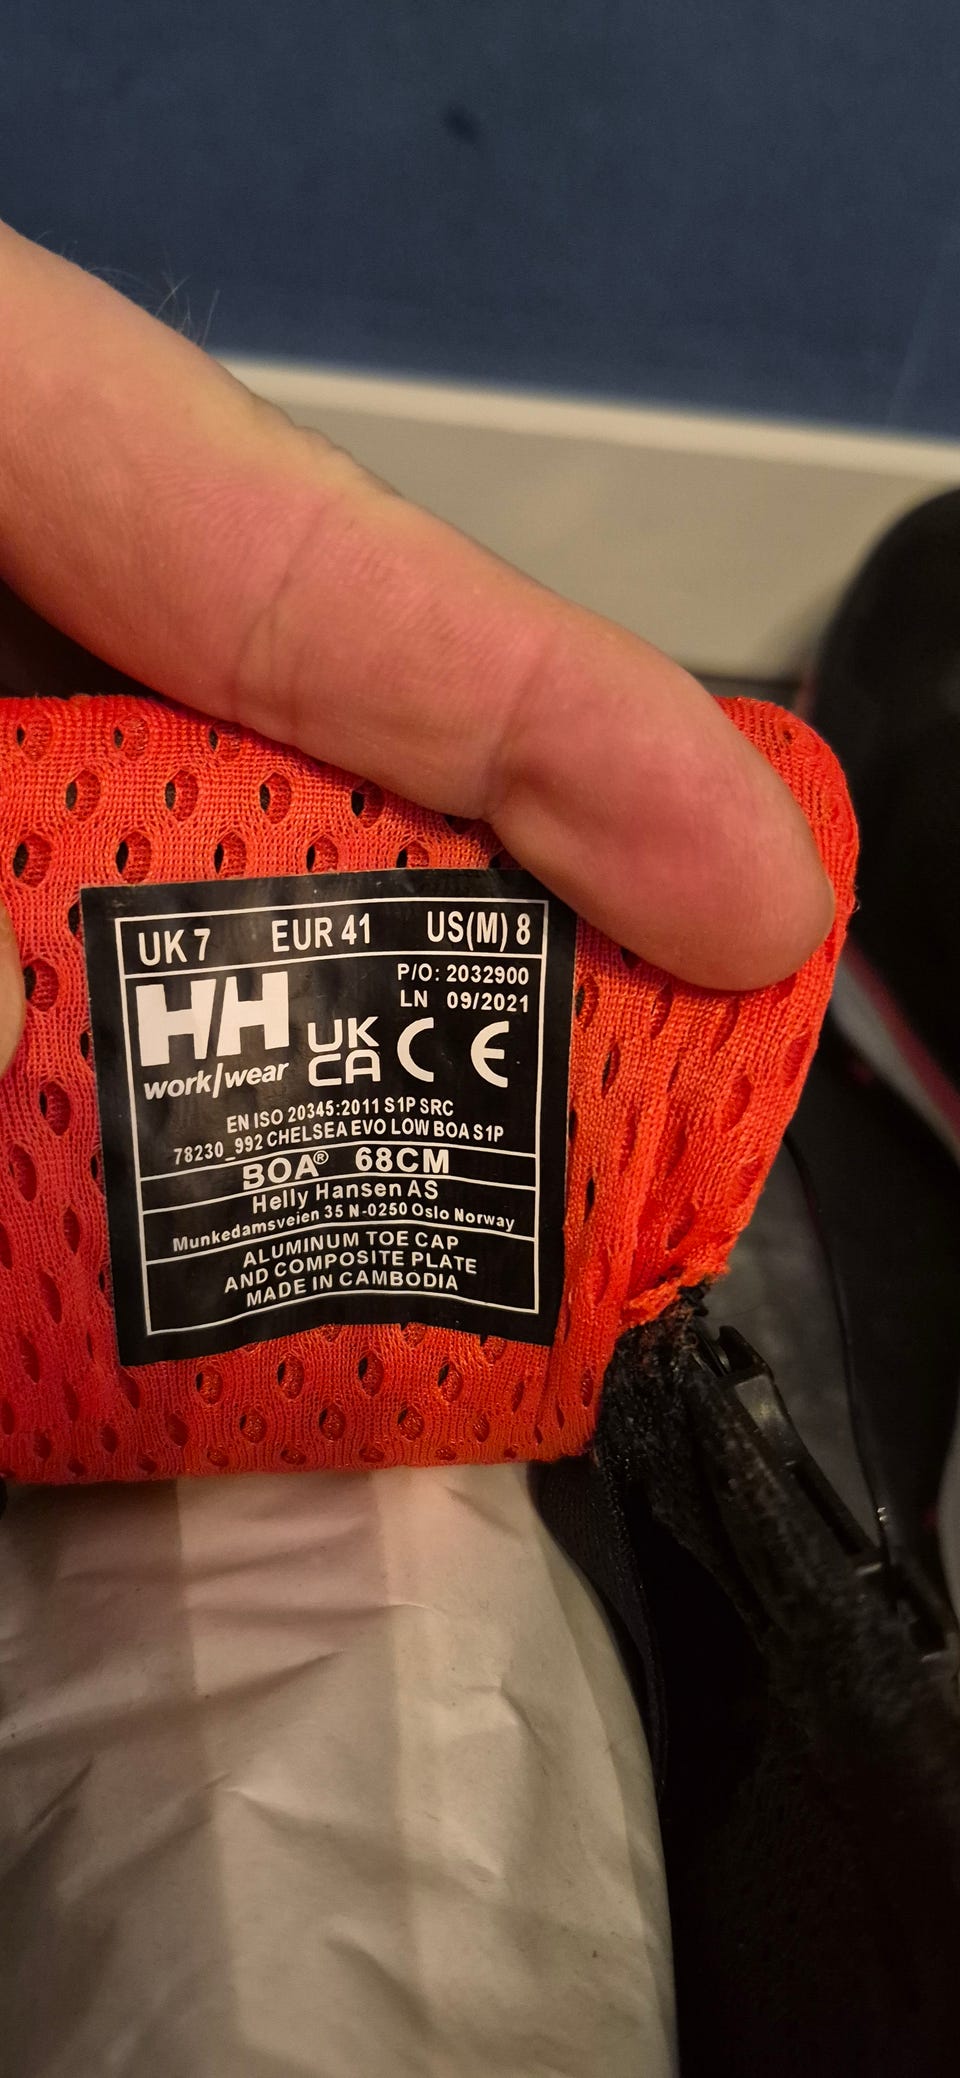 UK 7 EUR 41 US(M) 8
P/O: 2032900
LN 09/2021
HH
work/wear
UK
CA CE
EN ISO 20345:2011 S1P SRC
78230_992 CHELSEA EVO LOW BOA S1P
BOA® 68CM
Helly Hansen AS
Munkedamsveien 35 N-0250 Oslo Norway
ALUMINUM TOE CAP
AND COMPOSITE PLATE
MADE IN CAMBODIA